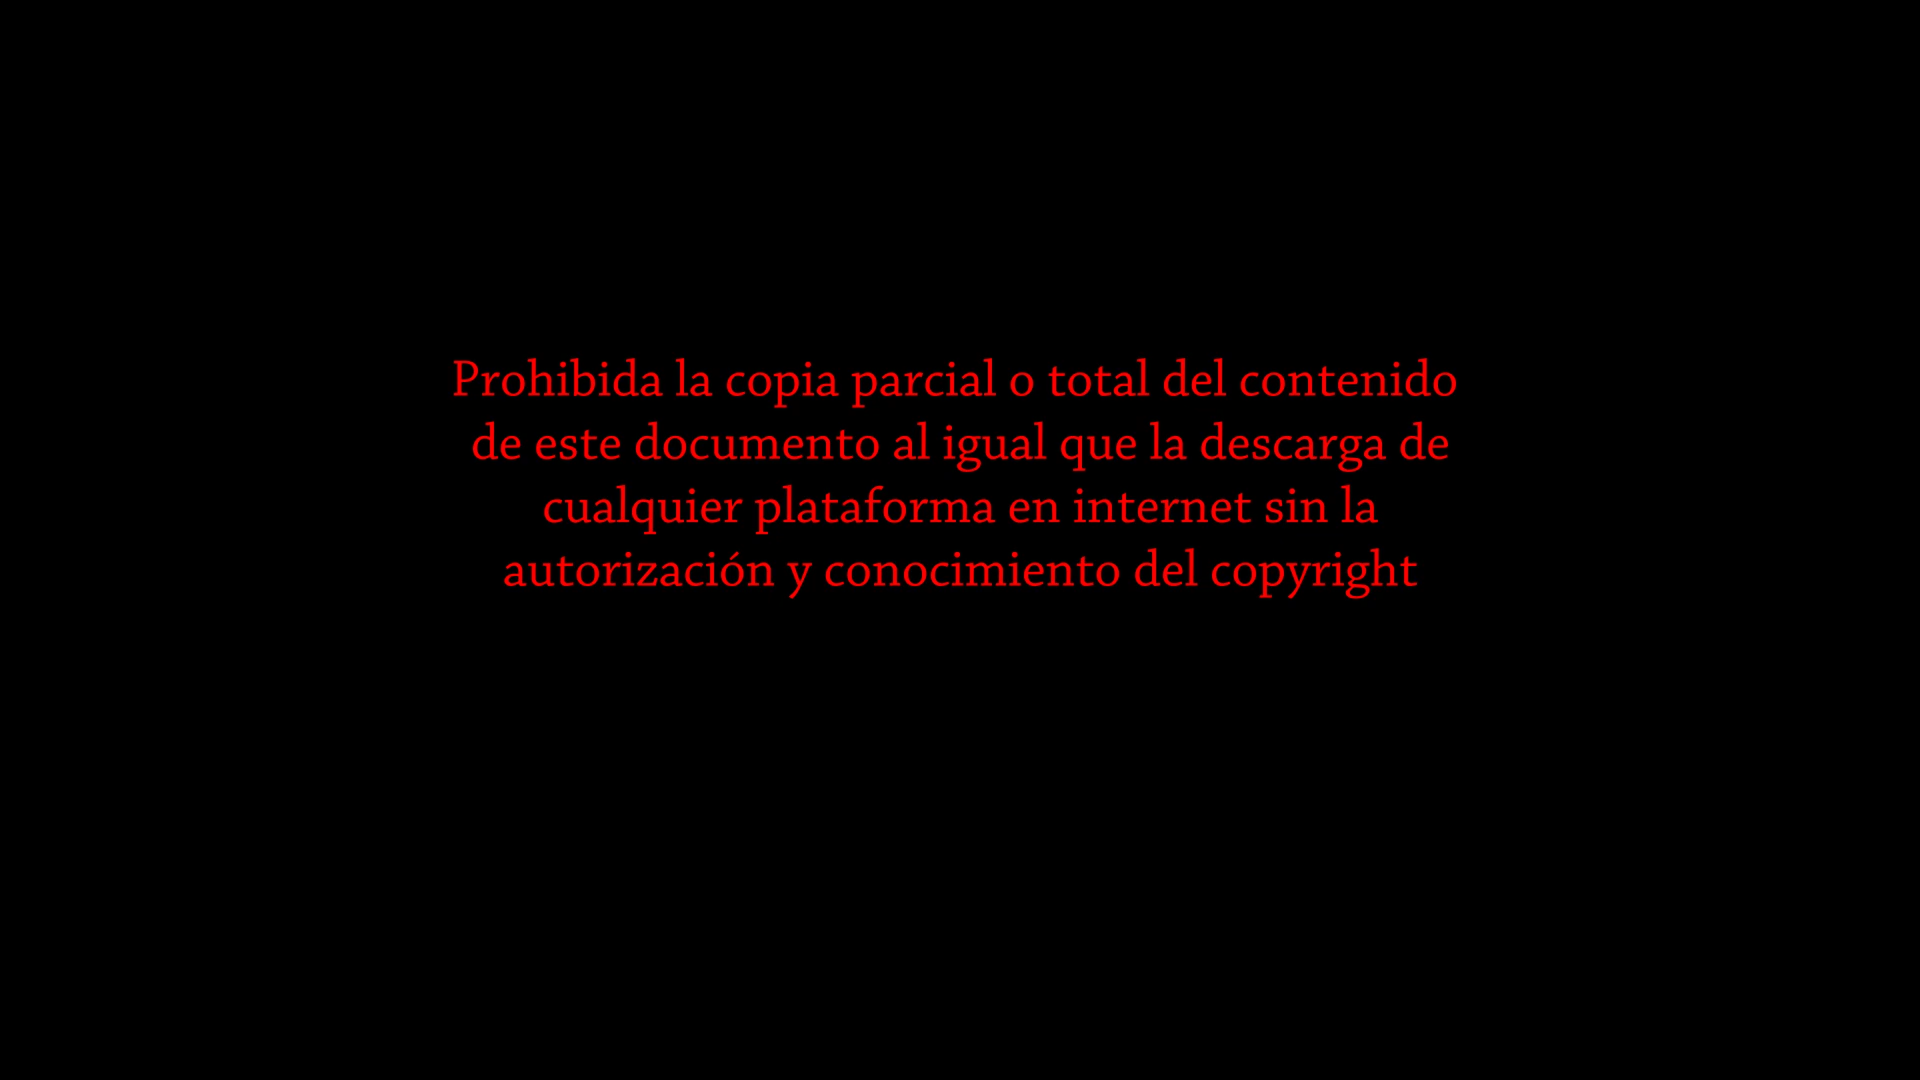 Prohibida la copia parcial o total del contenido
de este documento al igual que la descarga de
cualquier plataforma en internet sin la
autorización y conocimiento del copyright